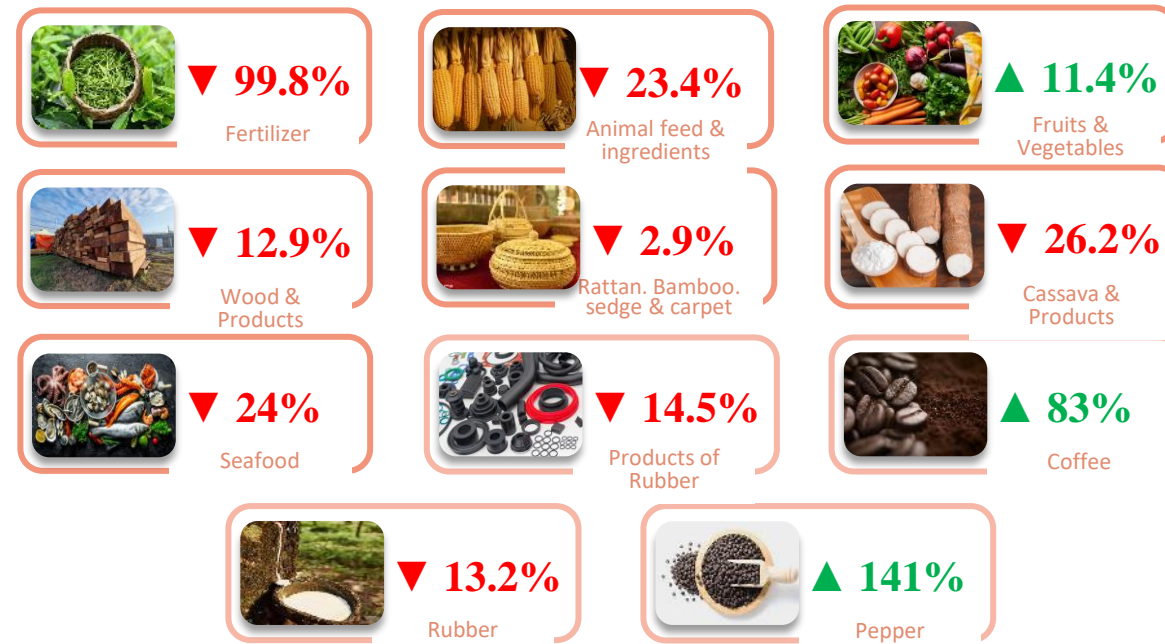 ▼ 99.8%
Fertilizer
▼ 23.4%
Animal feed &
ingredients
▲ 11.4%
Fruits &
Vegetables
▼ 12.9%
Wood &
Products
▼ 2.9%
Rattan. Bamboo.
sedge & carpet
▼ 26.2%
Cassava &
Products
▼ 24%
Seafood
▼ 14.5%
Products of
Rubber
▲ 83%
Coffee
▼ 13.2%
Rubber
▲ 141%
Pepper